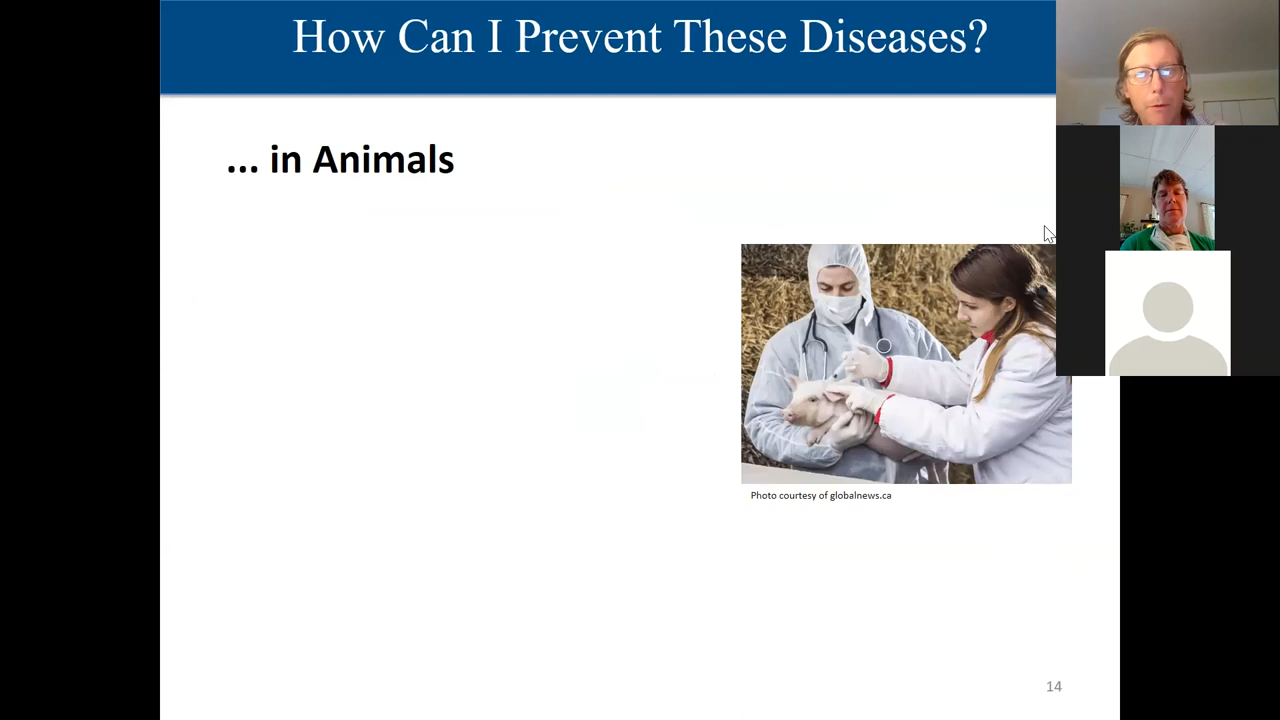 How Can I Prevent These Diseases?
... in Animals
Photo courtesy of globalnews.ca
14